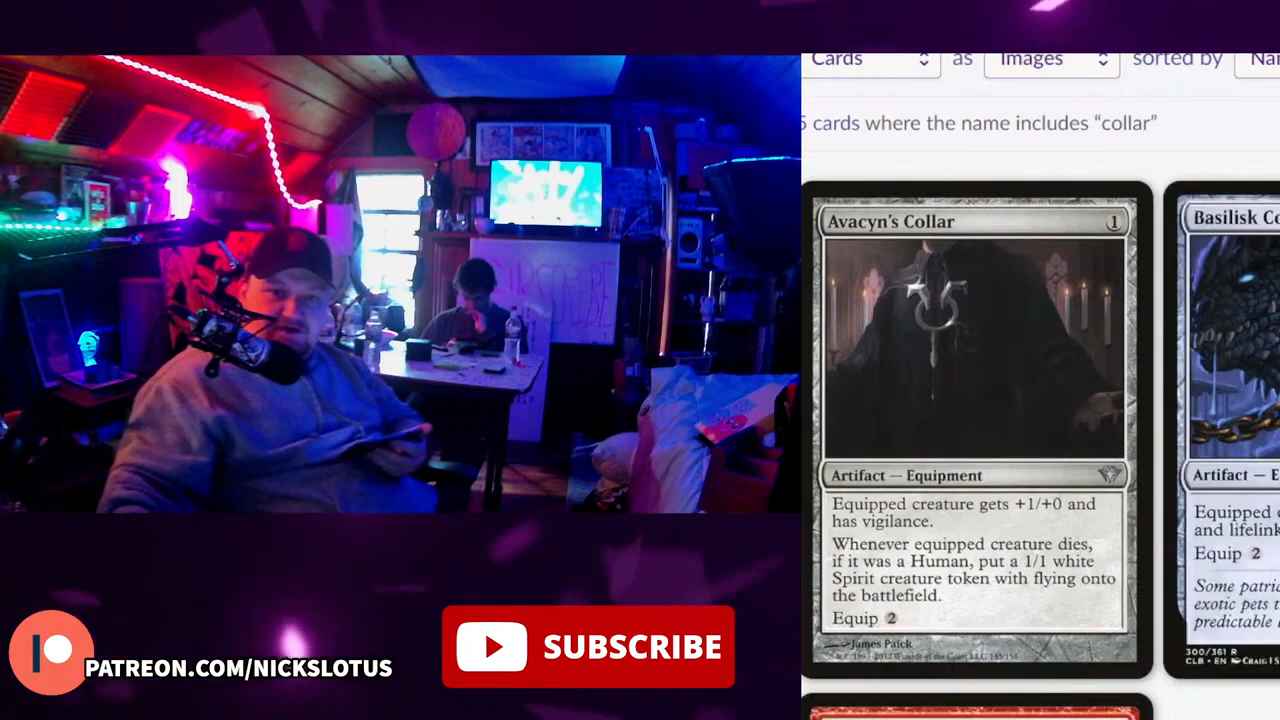 Cards as Images sorted by
5 cards where the name includes “collar”
Avacyn's Collar 1
Artifact — Equipment
Equipped creature gets +1/+0 and
has vigilance.
Whenever equipped creature dies,
if it was a Human, put a 1/1 white
Spirit creature token with flying onto
the battlefield.
Equip 2
James Paick
Basilisk
Artifact —
Equipped
and lifelink
Equip 2
Some
exotic pets
predictable
300/361 R
CLB • EN
SUBSCRIBE
PATREON.COM/NICKSLOTUS
SUBSCRIBE